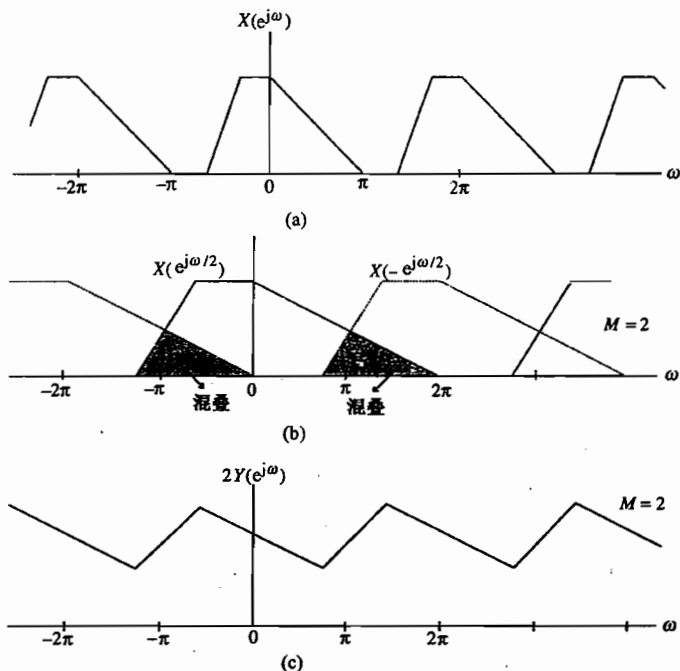 X(e^{jω})
-2π -π 0 π 2π ω
(a)
X(e^{jω/2}) X(-e^{jω/2})
M=2
-2π -π 0 π 2π ω
混叠 混叠
(b)
2Y(e^{jω})
M=2
-2π -π 0 π 2π ω
(c)